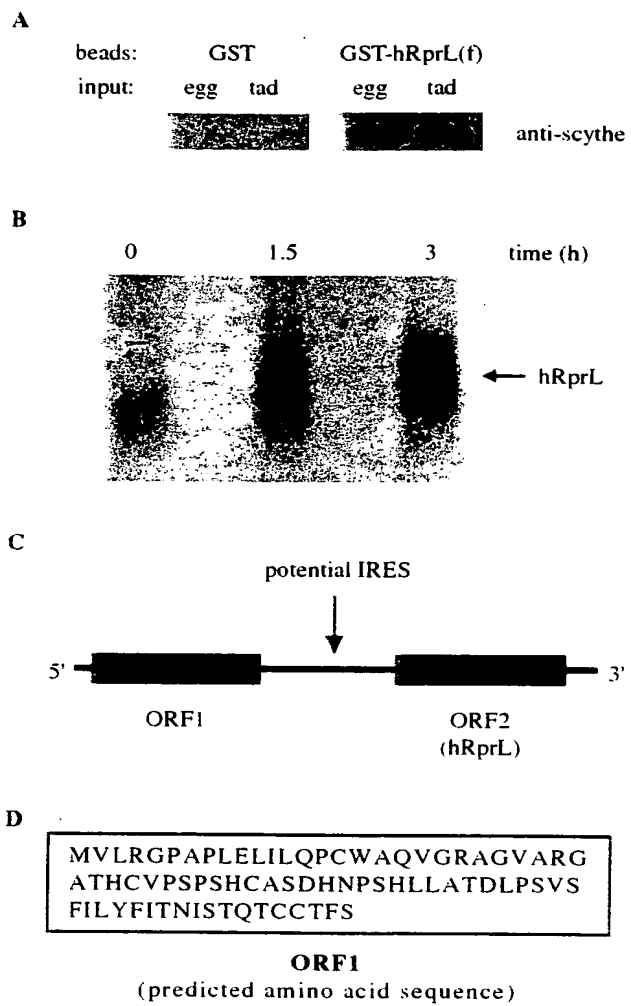 A
beads: GST GST-hRprL(f)
input: egg tad egg tad
anti-scythe
B
0 1.5 3 time (h)
hRprL
C
potential IRES
5' 3'
ORF1 ORF2
(hRprL)
D
MVLRGPAPLELILQPCWAQVGRAGVARG
ATHCVPSPSHCASDHNPSHLLATDLPSVS
FILYFITNISTQTCCTFS
ORF1
(predicted amino acid sequence)